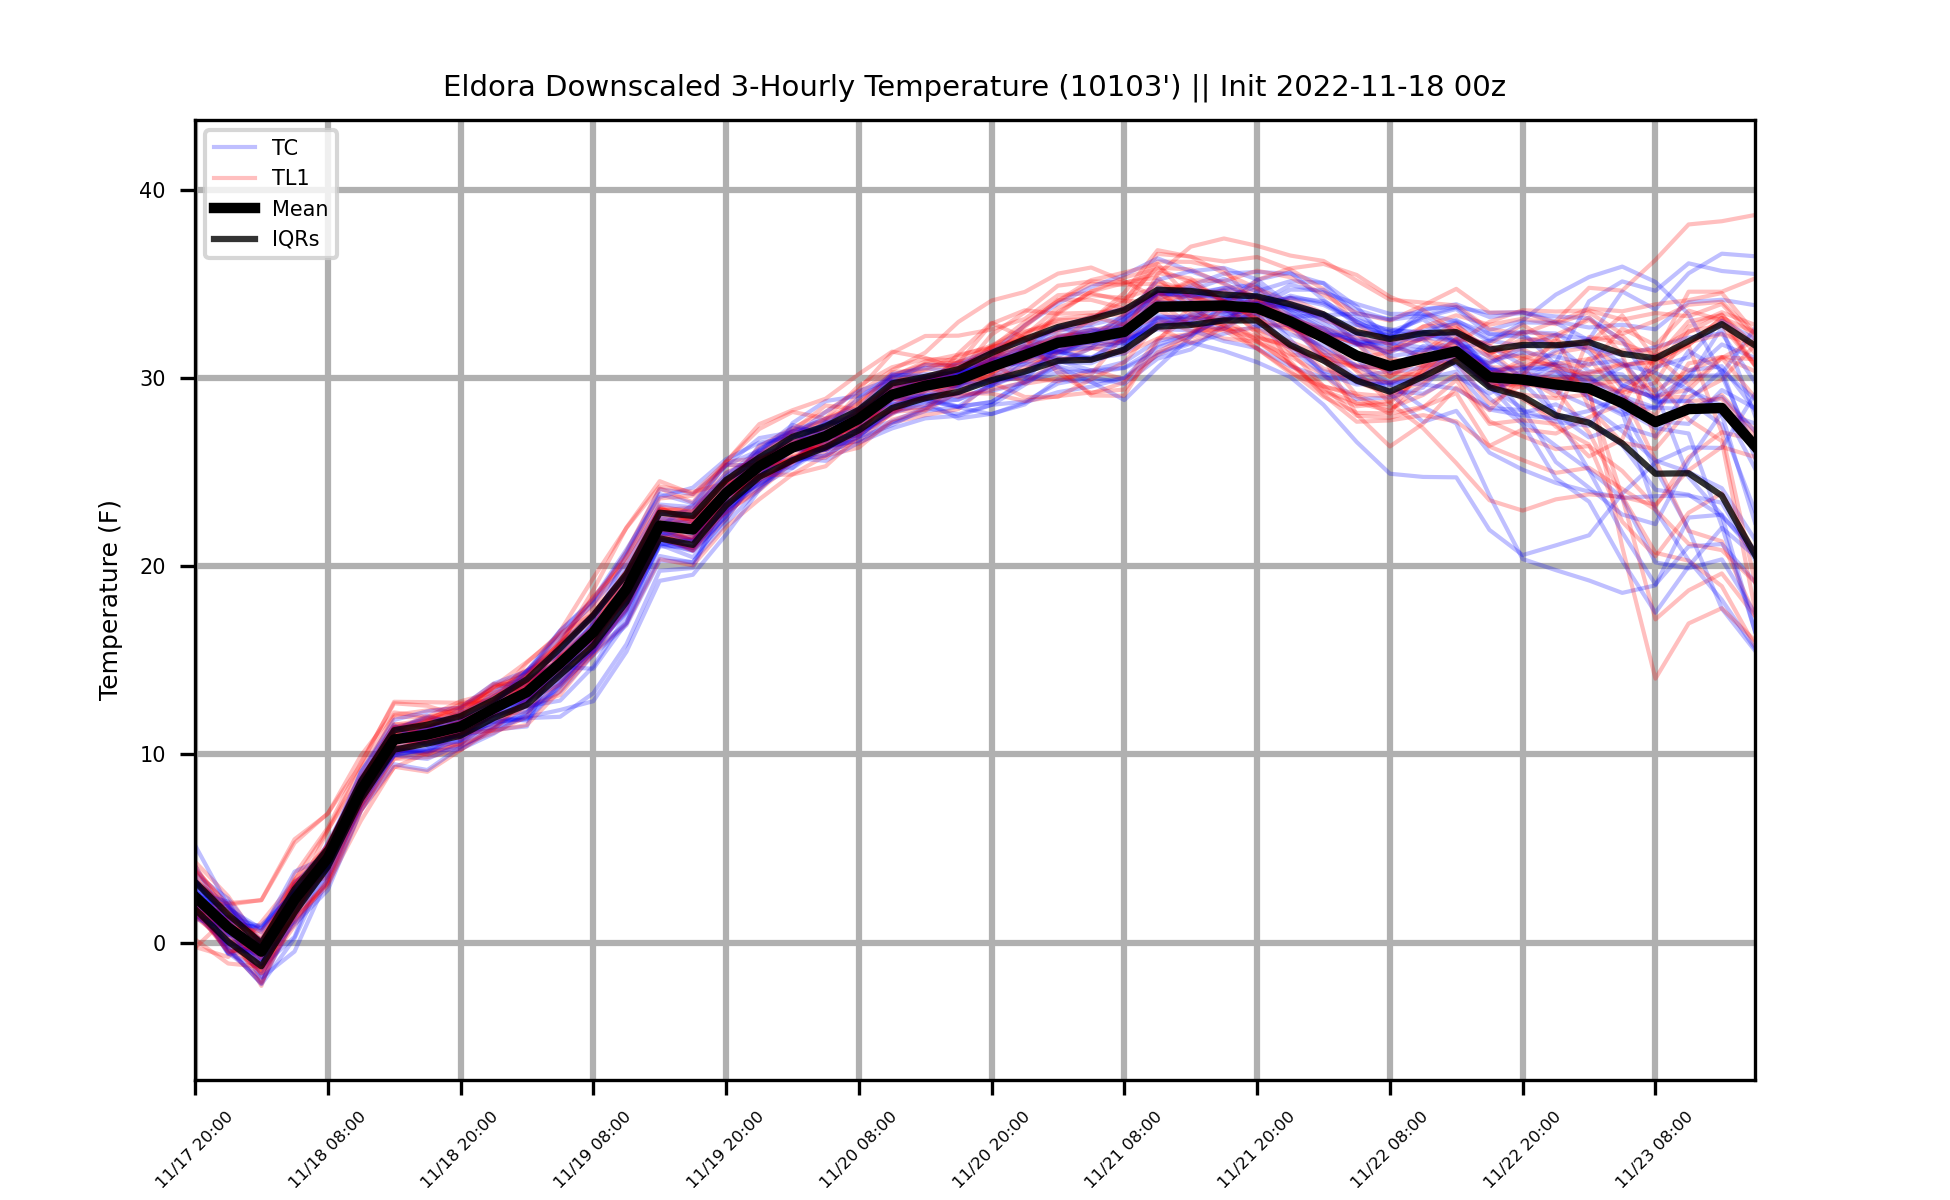 Eldora Downscaled 3-Hourly Temperature (10103') || Init 2022-11-18 00z
TC
TL1
Mean
IQRs
Temperature (F)
40
30
20
10
0
11/17 20:00
11/18 08:00
11/18 20:00
11/19 08:00
11/19 20:00
11/20 08:00
11/20 20:00
11/21 08:00
11/21 20:00
11/22 08:00
11/22 20:00
11/23 08:00